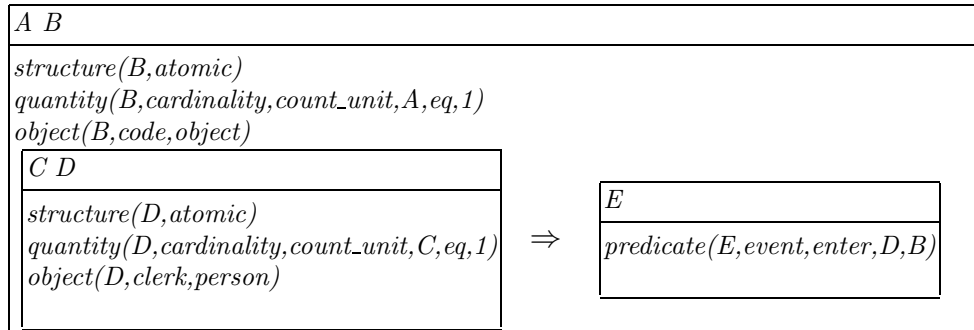 A B
structure(B,atomic)
quantity(B,cardinality,count_unit,A,eq,1)
object(B,code,object)
C D
structure(D,atomic)
quantity(D,cardinality,count_unit,C,eq,1)
object(D,clerk,person)
⇒
E
predicate(E,event,enter,D,B)